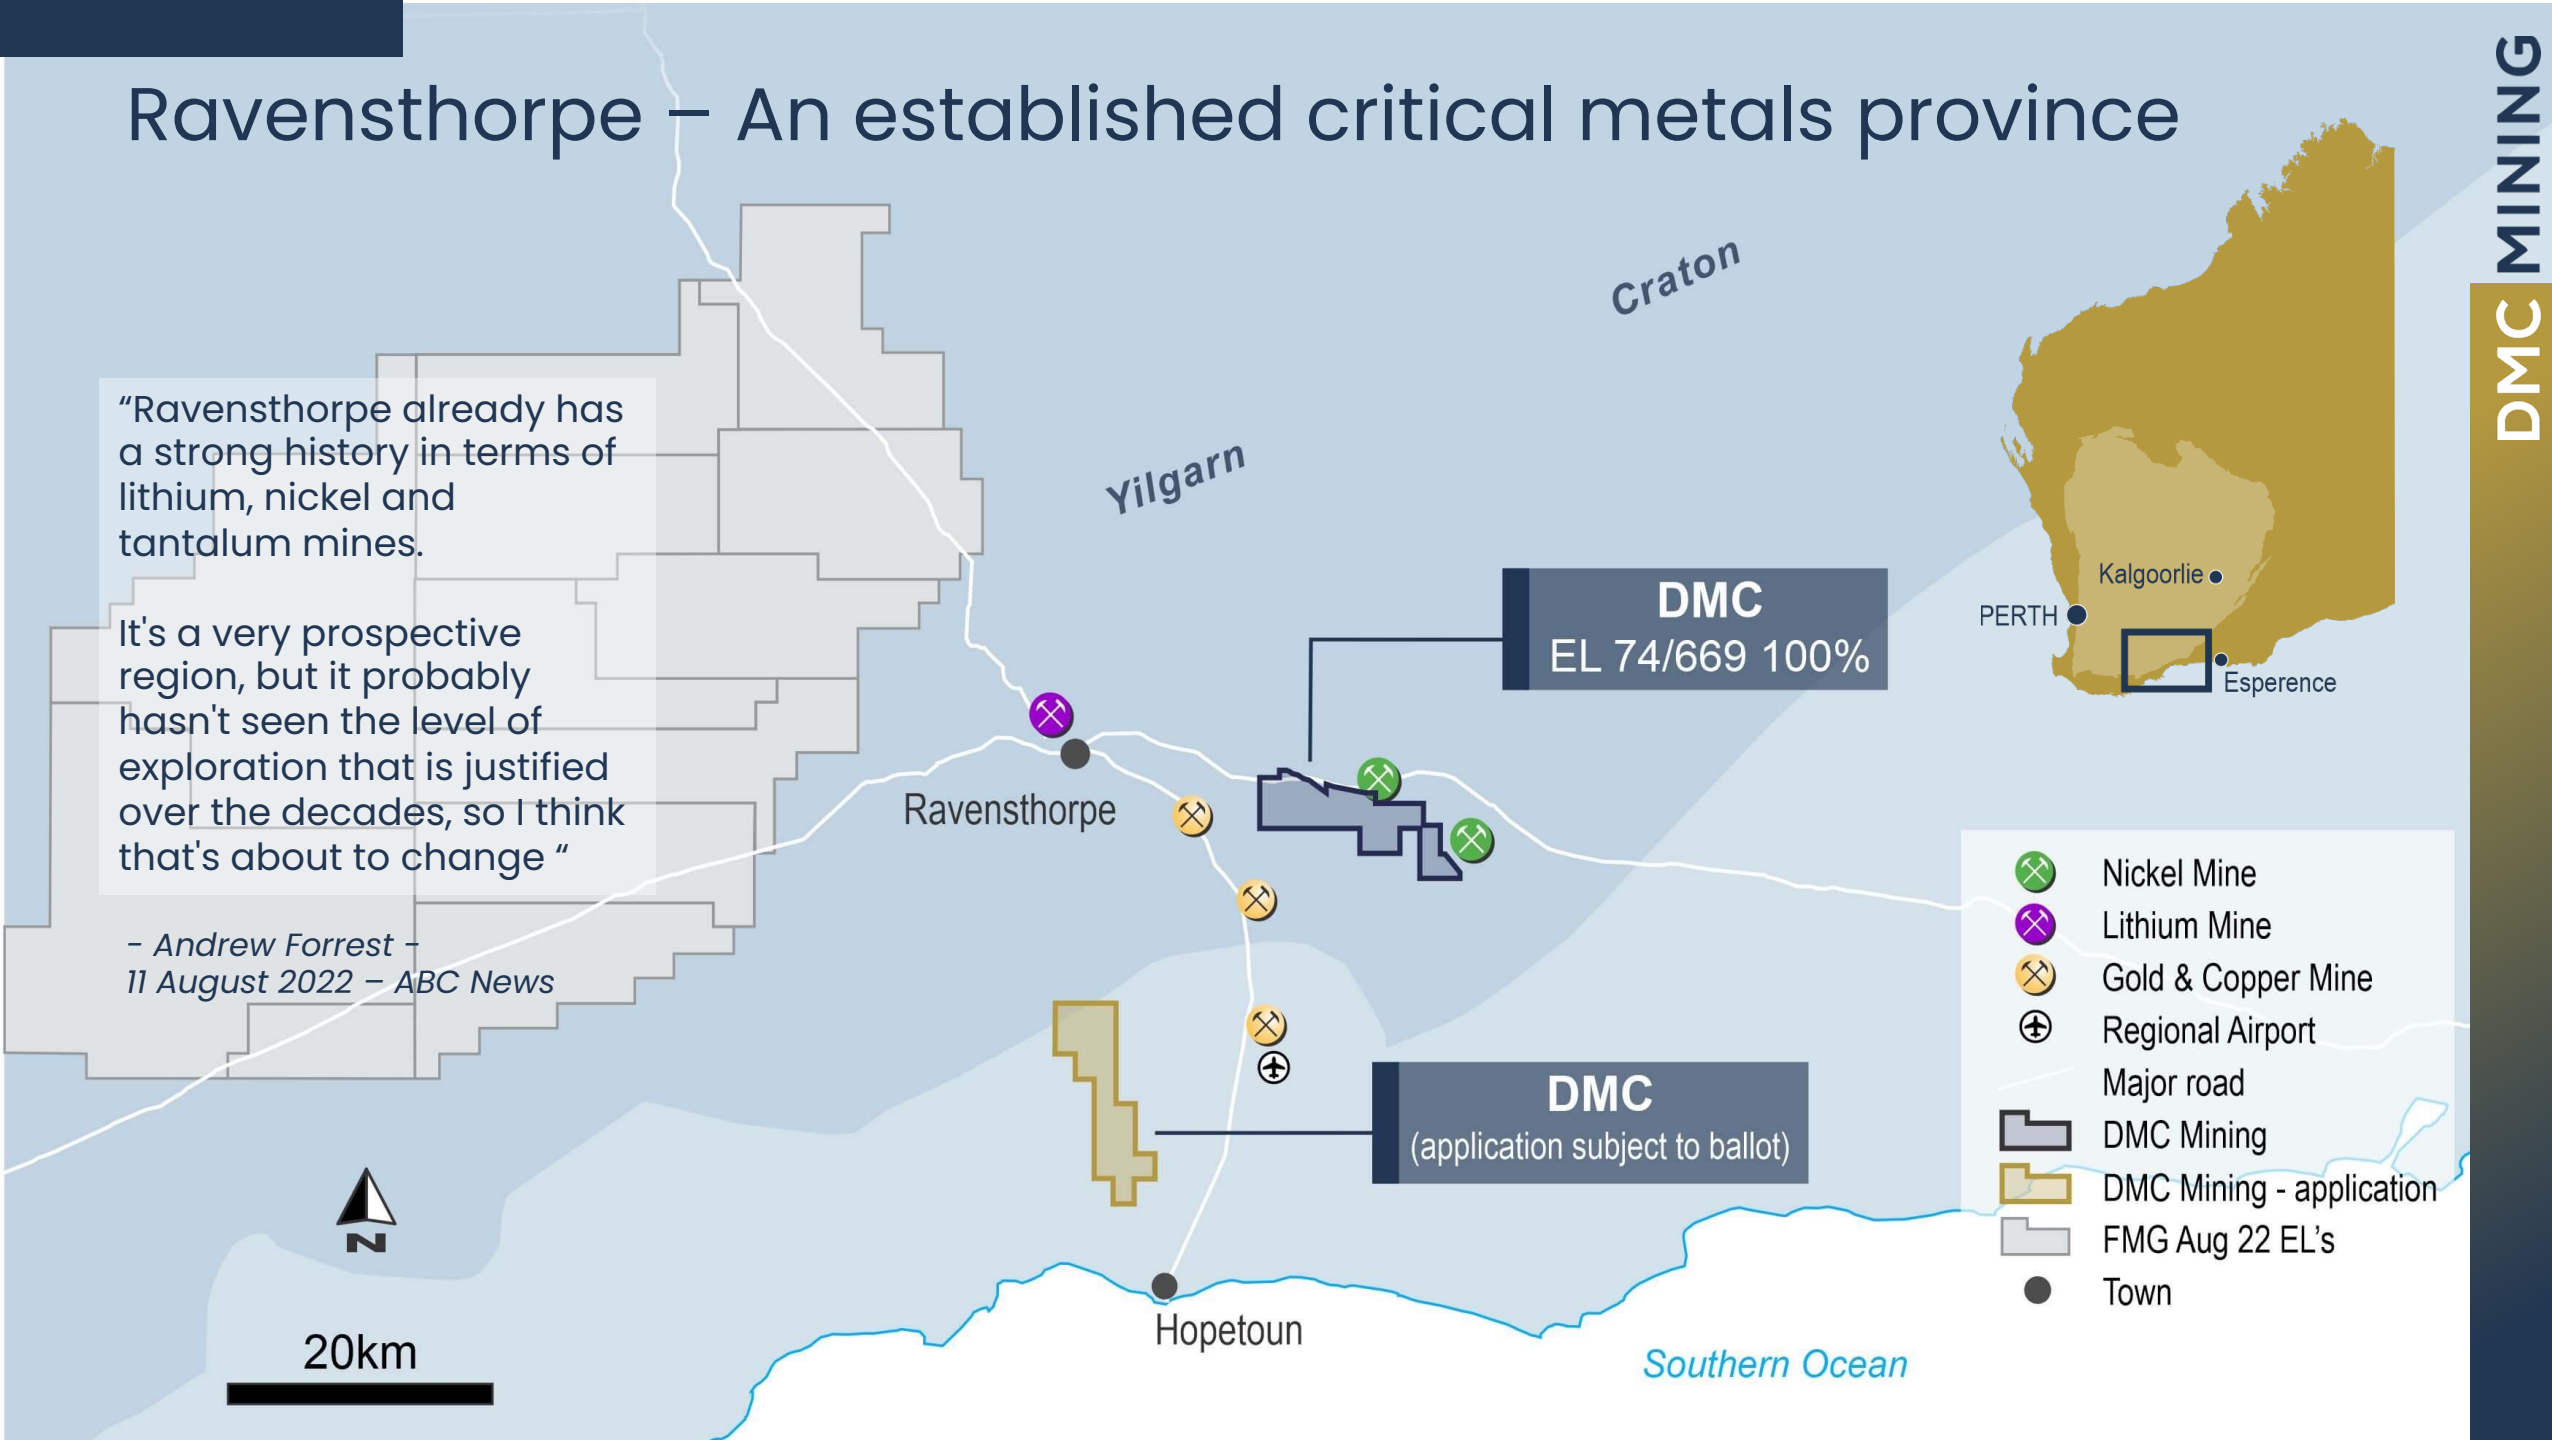 Ravensthorpe – An established critical metals province
DMC MINING
“Ravensthorpe already has
a strong history in terms of
lithium, nickel and
tantalum mines.
It's a very prospective
region, but it probably
hasn't seen the level of
exploration that is justified
over the decades, so I think
that's about to change “
- Andrew Forrest -
11 August 2022 – ABC News
Craton
Yilgarn
DMC
EL 74/669 100%
Kalgoorlie
PERTH
Esperence
Ravensthorpe
DMC
(application subject to ballot)
Nickel Mine
Lithium Mine
Gold & Copper Mine
Regional Airport
Major road
DMC Mining
DMC Mining - application
FMG Aug 22 EL’s
Town
N
20km
Hopetoun
Southern Ocean